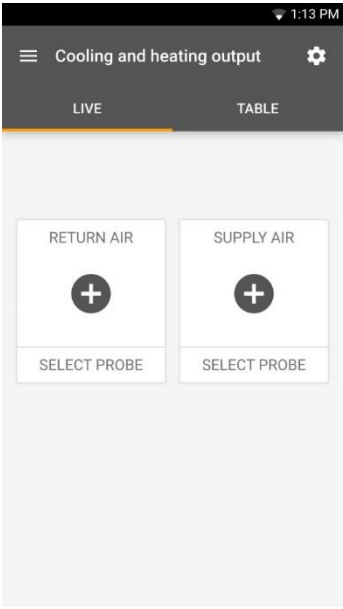 1:13 PM
Cooling and heating output
LIVE TABLE
RETURN AIR SUPPLY AIR
SELECT PROBE SELECT PROBE